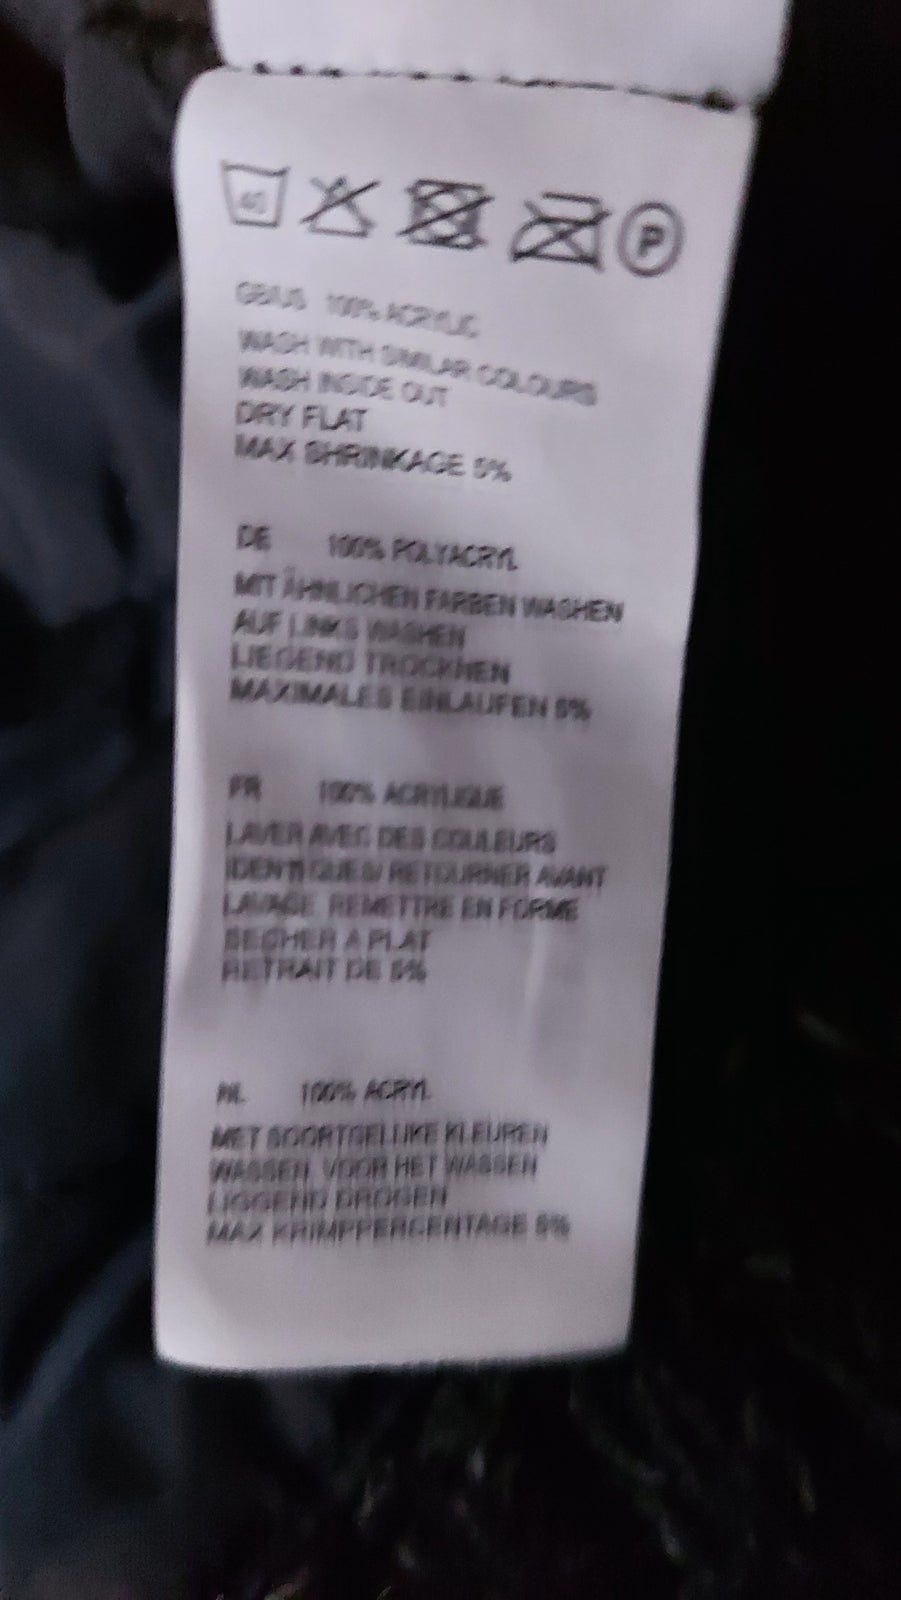 40
P
GB/US 100% ACRYLIC
WASH WITH SIMILAR COLOURS
WASH INSIDE OUT
DRY FLAT
MAX SHRINKAGE 5%
DE 100% POLYACRYL
MIT ÄHNLICHEN FARBEN WASHEN
AUF LINKS WASHEN
LIEGEND TROCKNEN
MAXIMALES EINLAUFEN 5%
FR 100% ACRYLIQUE
LAVER AVEC DES COULEURS
IDENTIQUES/ RETOURNER AVANT
LAVAGE REMETTRE EN FORME
SECHER A PLAT
RETRAIT DE 5%
NL 100% ACRYL
MET SOORTGELIJKE KLEUREN
WASSEN. VOOR HET WASSEN
LIGGEND DROGEN
MAX KRIMPPERCENTAGE 5%